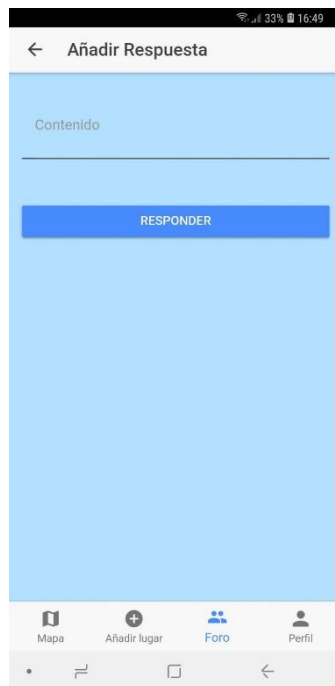 33% 16:49
Añadir Respuesta
Contenido
RESPONDER
Mapa Añadir lugar Foro Perfil